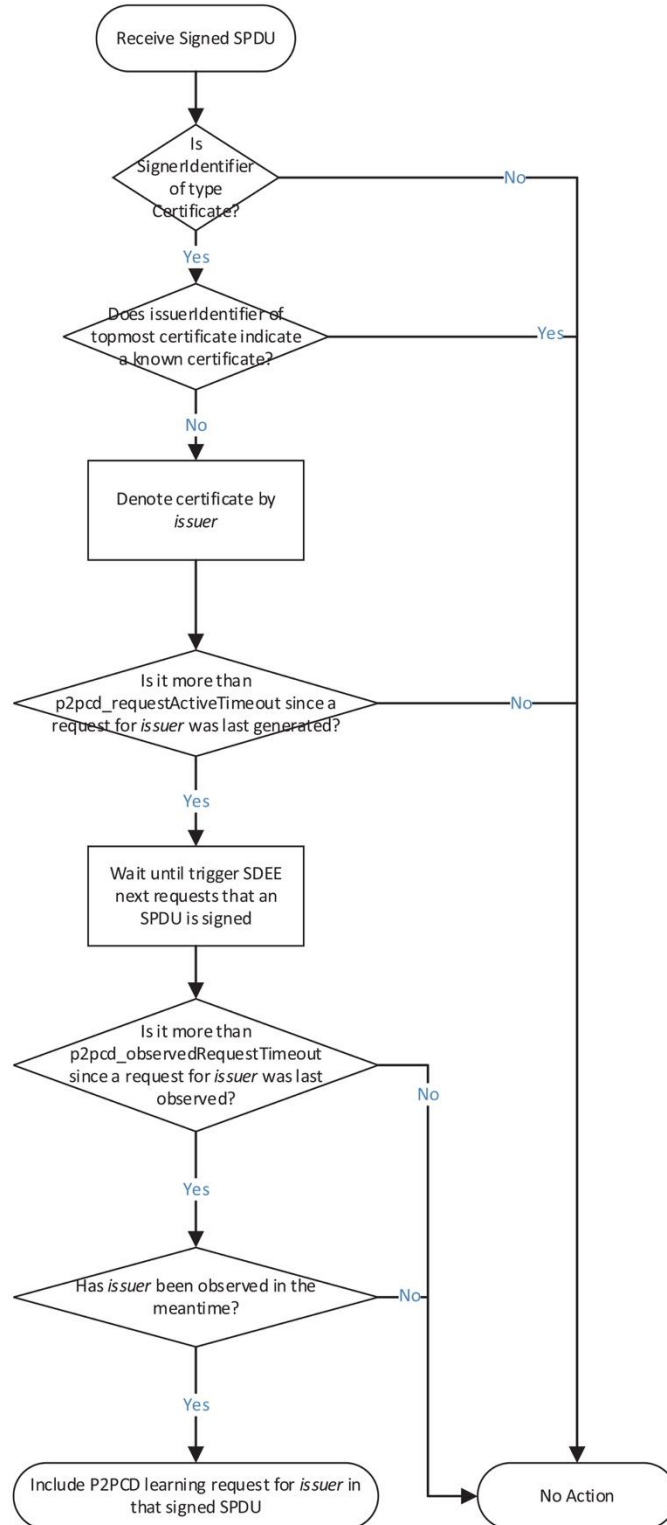 Receive Signed SPDU
Is
SignerIdentifier
of type
Certificate?
No
Yes
Does issuerIdentifier of
topmost certificate indicate
a known certificate?
Yes
No
Denote certificate by
issuer
Is it more than
p2pcd_requestActiveTimeout since a
request for issuer was last generated?
No
Yes
Wait until trigger SDEE
next requests that an
SPDU is signed
Is it more than
p2pcd_observedRequestTimeout
since a request for issuer was last
observed?
No
Yes
Has issuer been observed in the
meantime?
No
Yes
Include P2PCD learning request for issuer in
that signed SPDU
No Action